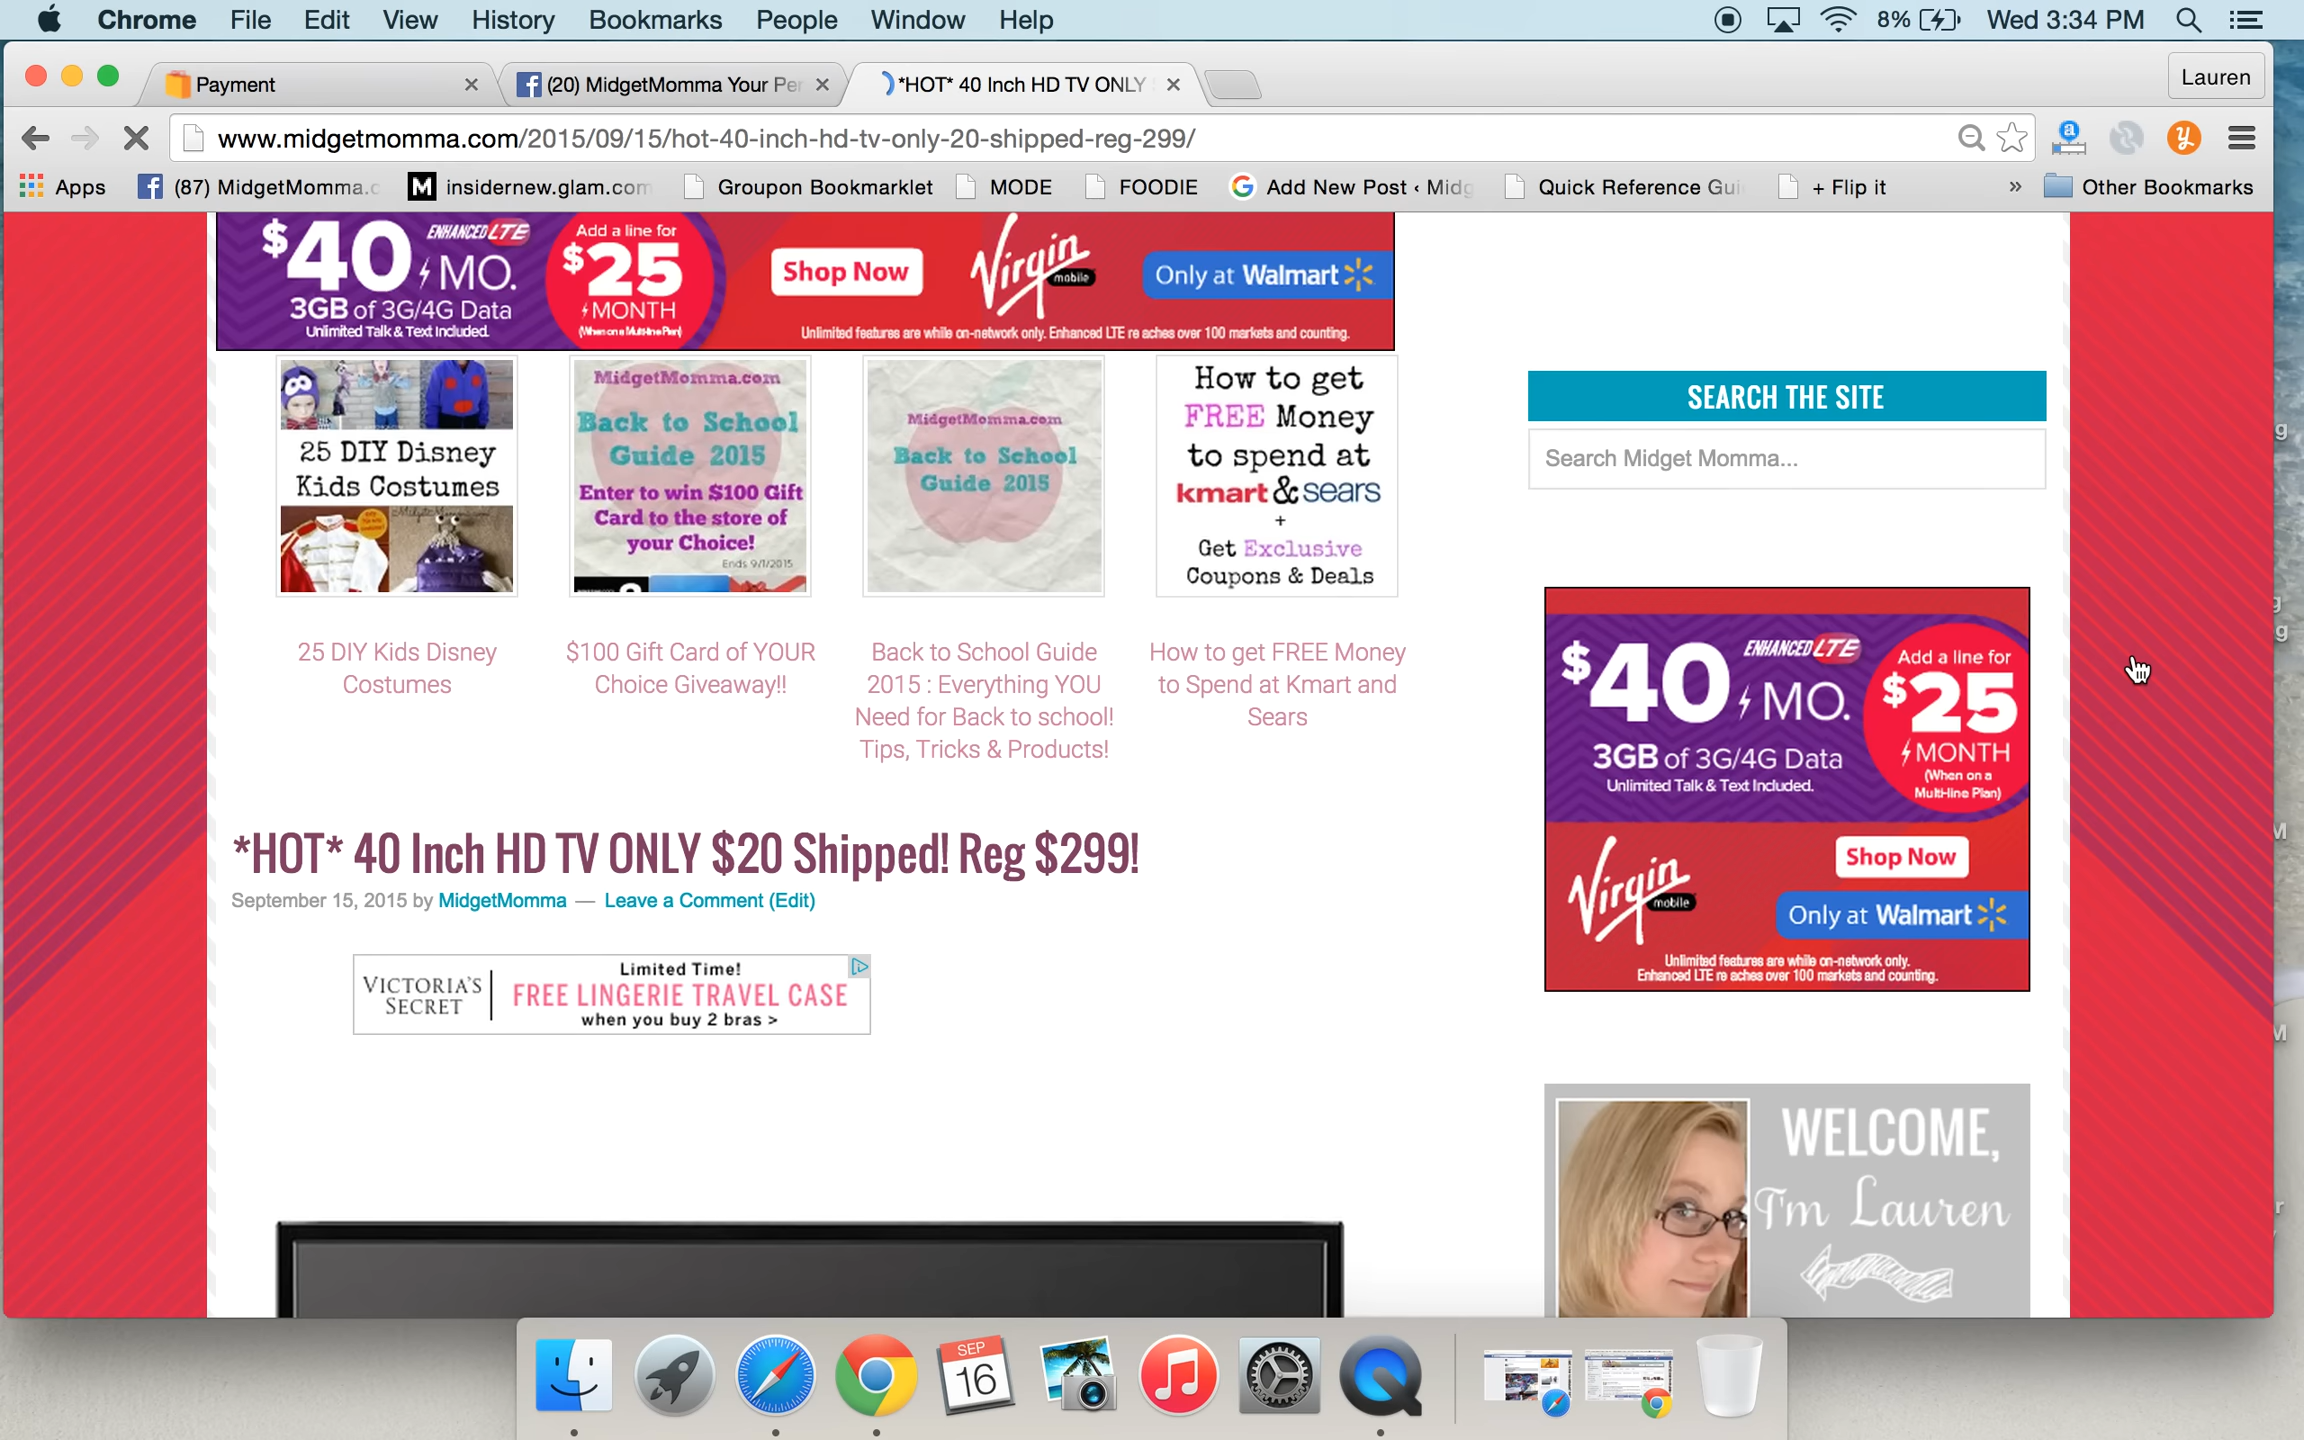 Chrome File Edit View History Bookmarks People Window Help 8% Wed 3:34 PM
Payment (20) MidgetMomma Your Per *HOT* 40 Inch HD TV ONLY Lauren
www.midgetmomma.com/2015/09/15/hot-40-inch-hd-tv-only-20-shipped-reg-299/
Apps (87) MidgetMomma.c insidernew.glam.com Groupon Bookmarklet MODE FOODIE Add New Post ‹ Midg Quick Reference Gui + Flip it » Other Bookmarks
$40/MO. ENHANCED LTE
3GB of 3G/4G Data
Unlimited Talk & Text Included.
Add a line for
$25
/MONTH
(When on a Multi-line Plan)
Shop Now
Virgin
mobile
Only at Walmart
Unlimited features are while on-network only. Enhanced LTE re aches over 100 markets and counting.
25 DIY Disney
Kids Costumes
MidgetMomma.com
Back to School
Guide 2015
Enter to win $100 Gift
Card to the store of
your Choice!
Ends 9/1/2015
MidgetMomma.com
Back to School
Guide 2015
How to get
FREE Money
to spend at
kmart & sears
+
Get Exclusive
Coupons & Deals
25 DIY Kids Disney
Costumes
$100 Gift Card of YOUR
Choice Giveaway!!
Back to School Guide
2015 : Everything YOU
Need for Back to school!
Tips, Tricks & Products!
How to get FREE Money
to Spend at Kmart and
Sears
SEARCH THE SITE
Search Midget Momma...
$40/MO. ENHANCED LTE
3GB of 3G/4G Data
Unlimited Talk & Text Included.
Add a line for
$25
/MONTH
(When on a
Multi-line Plan)
Virgin
mobile
Shop Now
Only at Walmart
Unlimited features are while on-network only.
Enhanced LTE re aches over 100 markets and counting.
*HOT* 40 Inch HD TV ONLY $20 Shipped! Reg $299!
September 15, 2015 by MidgetMomma — Leave a Comment (Edit)
VICTORIA'S
SECRET
Limited Time!
FREE LINGERIE TRAVEL CASE
when you buy 2 bras >
WELCOME,
I'm Lauren
SEP
16